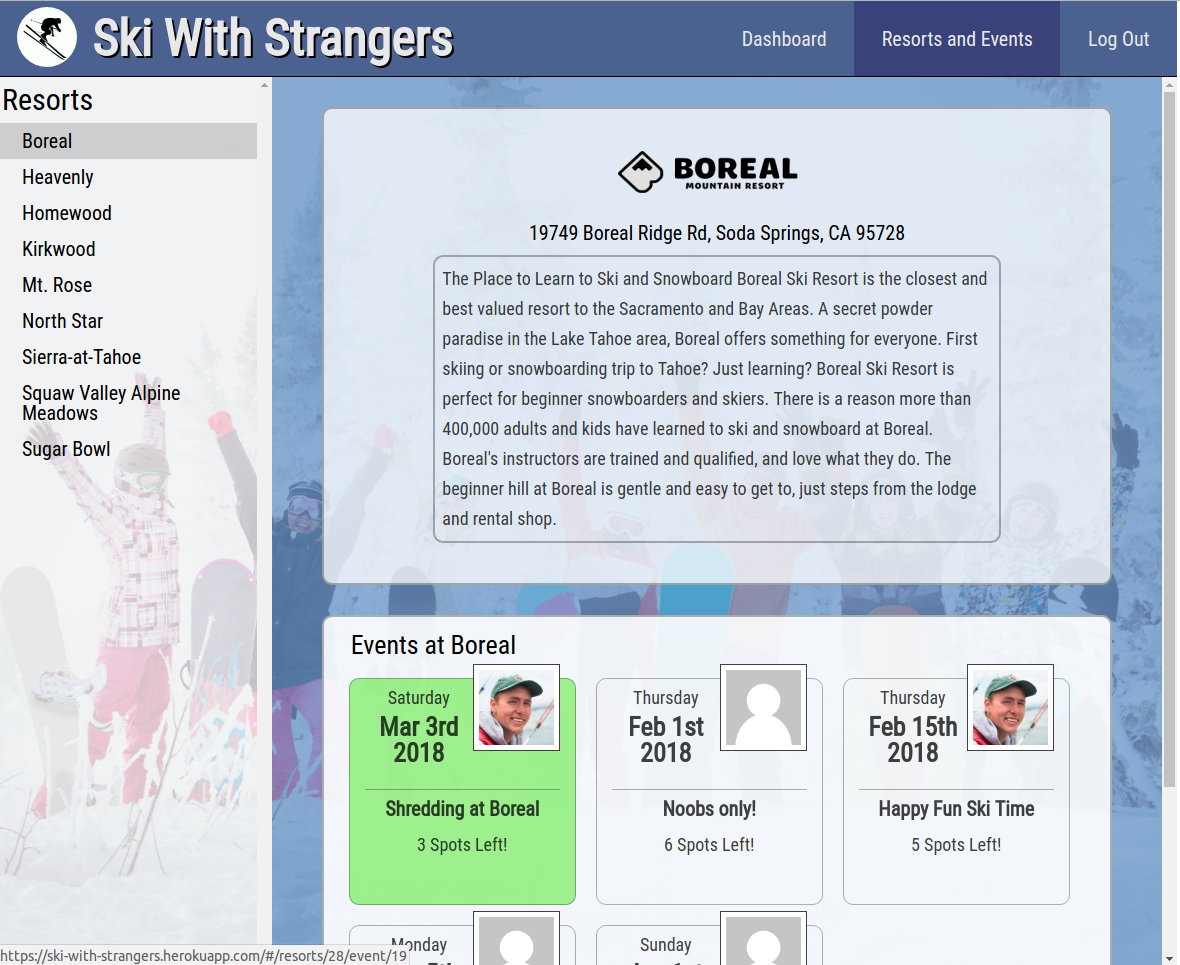 Ski With Strangers
Dashboard
Resorts and Events
Log Out
Resorts
Boreal
Heavenly
Homewood
Kirkwood
Mt. Rose
North Star
Sierra-at-Tahoe
Squaw Valley Alpine
Meadows
Sugar Bowl
BOREAL
MOUNTAIN RESORT
19749 Boreal Ridge Rd, Soda Springs, CA 95728
The Place to Learn to Ski and Snowboard Boreal Ski Resort is the closest and
best valued resort to the Sacramento and Bay Areas. A secret powder
paradise in the Lake Tahoe area, Boreal offers something for everyone. First
skiing or snowboarding trip to Tahoe? Just learning? Boreal Ski Resort is
perfect for beginner snowboarders and skiers. There is a reason more than
400,000 adults and kids have learned to ski and snowboard at Boreal.
Boreal's instructors are trained and qualified, and love what they do. The
beginner hill at Boreal is gentle and easy to get to, just steps from the lodge
and rental shop.
Events at Boreal
Saturday
Mar 3rd
2018
Shredding at Boreal
3 Spots Left!
Thursday
Feb 1st
2018
Noobs only!
6 Spots Left!
Thursday
Feb 15th
2018
Happy Fun Ski Time
5 Spots Left!
Monday
Sunday
https://ski-with-strangers.herokuapp.com/#/resorts/28/event/19